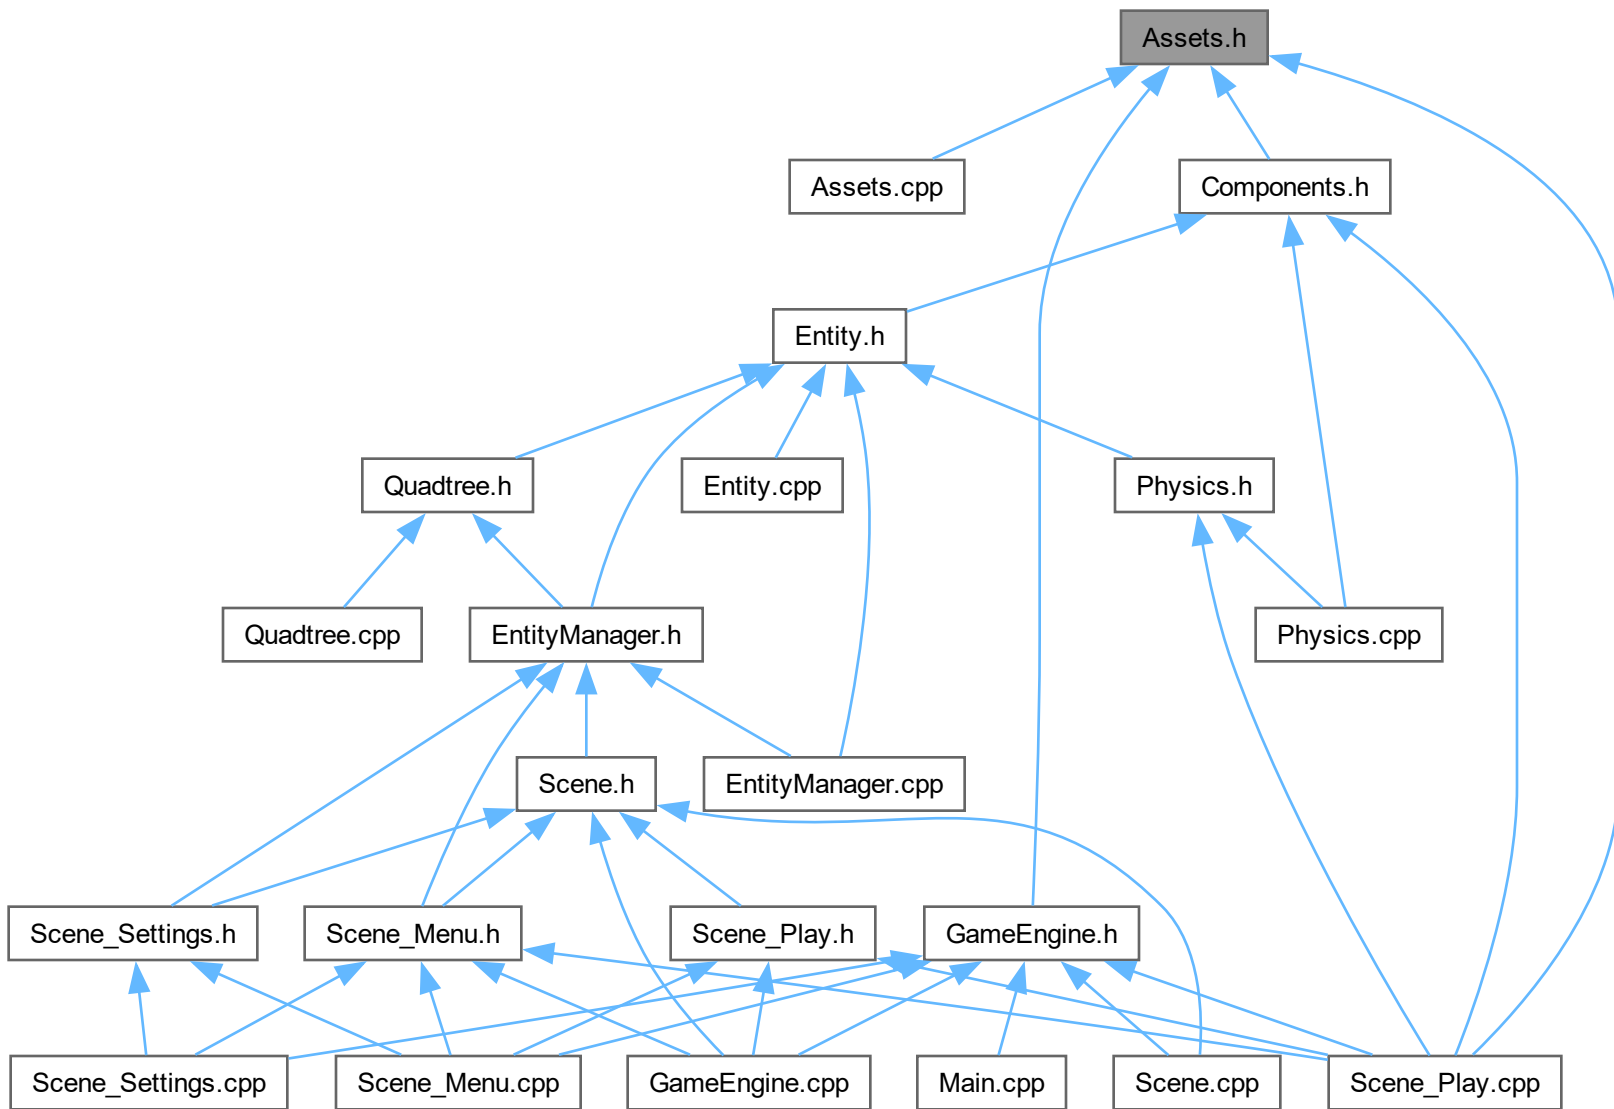 Assets.h
Assets.cpp
Components.h
Entity.h
Quadtree.h
Entity.cpp
Physics.h
Quadtree.cpp
EntityManager.h
Physics.cpp
Scene.h
EntityManager.cpp
Scene_Settings.h
Scene_Menu.h
Scene_Play.h
GameEngine.h
Scene_Settings.cpp
Scene_Menu.cpp
GameEngine.cpp
Main.cpp
Scene.cpp
Scene_Play.cpp